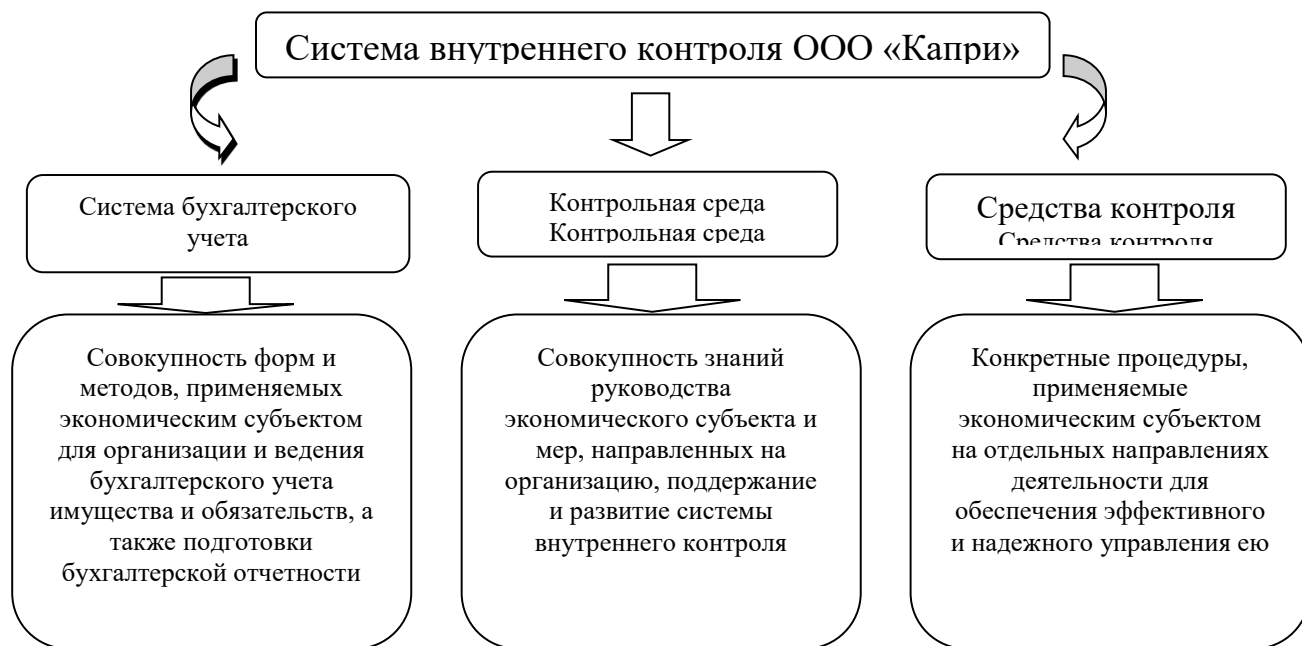 Система внутреннего контроля ООО «Капри»
Система бухгалтерского
учета
Контрольная среда
Контрольная среда
Средства контроля
Средства контроля
Совокупность форм и
методов, применяемых
экономическим субъектом
для организации и ведения
бухгалтерского учета
имущества и обязательств, а
также подготовки
бухгалтерской отчетности
Совокупность знаний
руководства
экономического субъекта и
мер, направленных на
организацию, поддержание
и развитие системы
внутреннего контроля
Конкретные процедуры,
применяемые
экономическим субъектом
на отдельных направлениях
деятельности для
обеспечения эффективного
и надежного управления ею